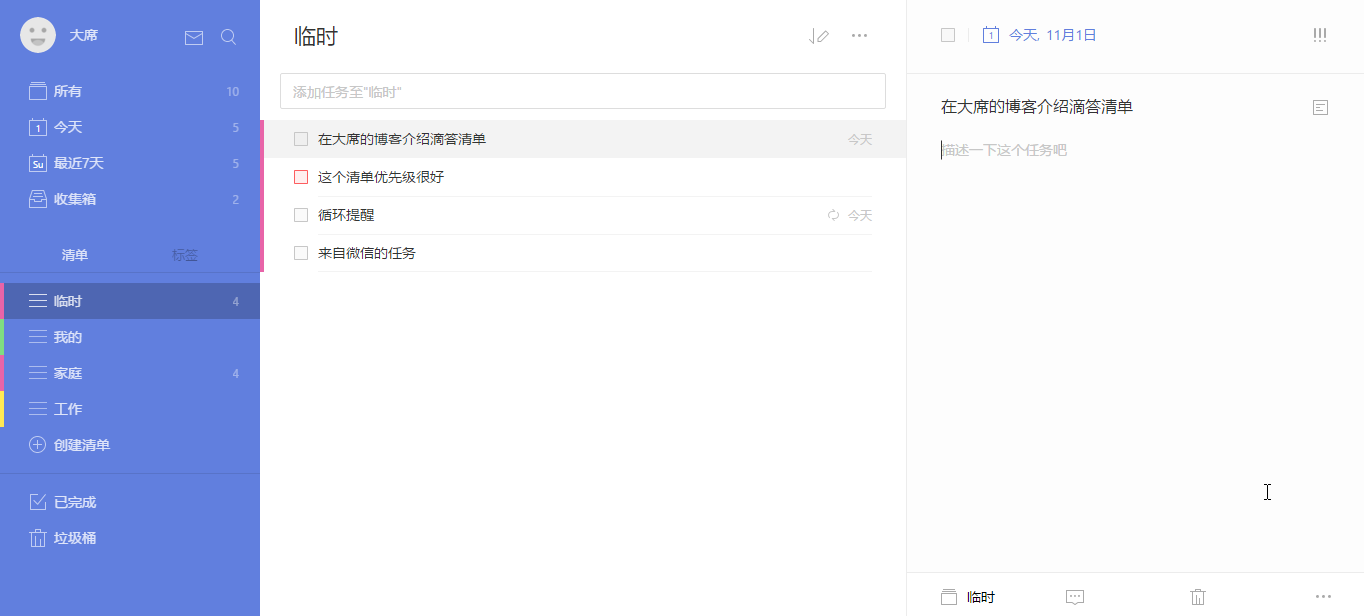 大席
所有 10
1 今天 5
Su 最近7天 5
收集箱 2
清单 标签
临时 4
我的
家庭 4
工作
创建清单
已完成
垃圾桶
临时
添加任务至"临时"
在大席的博客介绍滴答清单 今天
这个清单优先级很好
循环提醒 今天
来自微信的任务
1 今天, 11月1日
在大席的博客介绍滴答清单
描述一下这个任务吧
临时